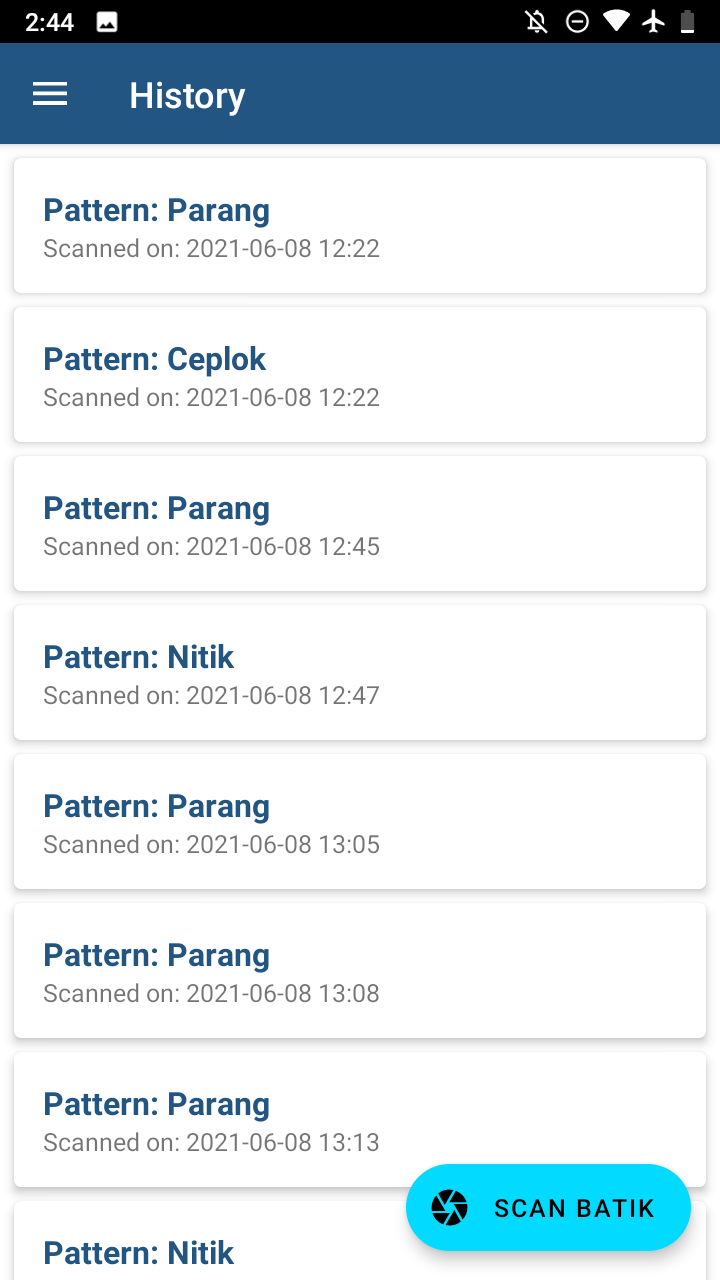 2:44
History
Pattern: Parang
Scanned on: 2021-06-08 12:22
Pattern: Ceplok
Scanned on: 2021-06-08 12:22
Pattern: Parang
Scanned on: 2021-06-08 12:45
Pattern: Nitik
Scanned on: 2021-06-08 12:47
Pattern: Parang
Scanned on: 2021-06-08 13:05
Pattern: Parang
Scanned on: 2021-06-08 13:08
Pattern: Parang
Scanned on: 2021-06-08 13:13
SCAN BATIK
Pattern: Nitik